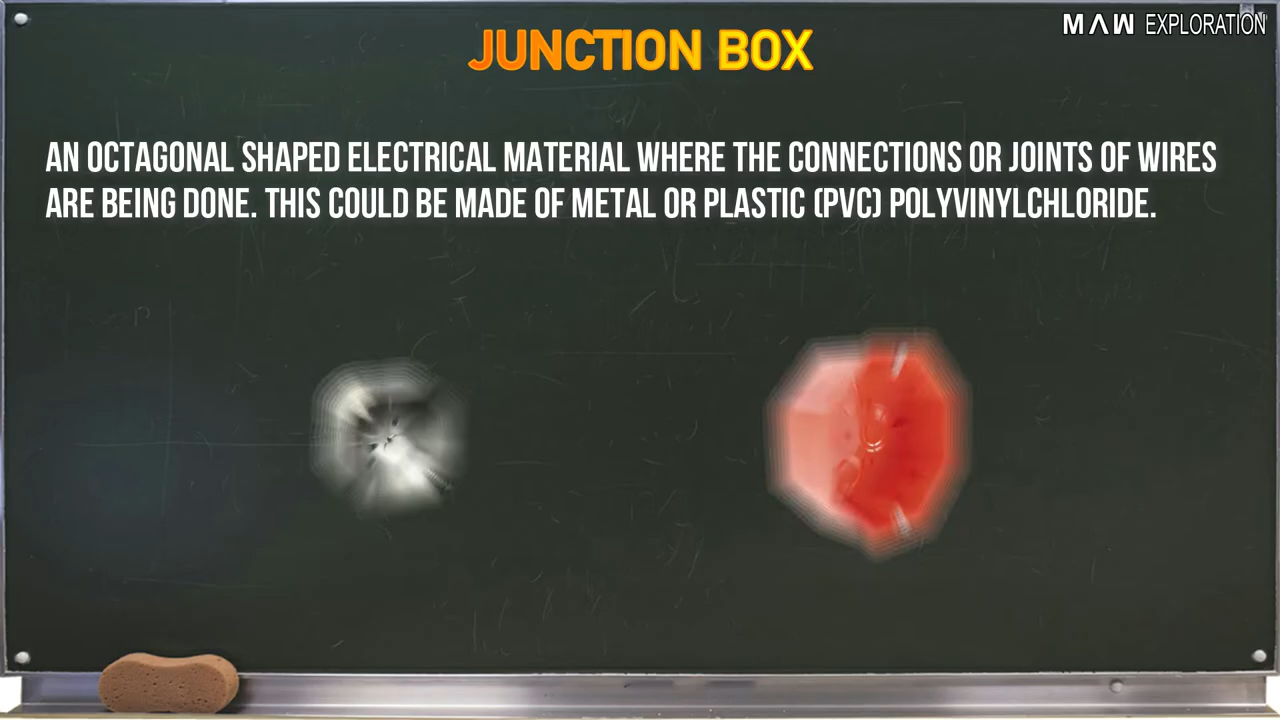 MAW EXPLORATION
JUNCTION BOX
AN OCTAGONAL SHAPED ELECTRICAL MATERIAL WHERE THE CONNECTIONS OR JOINTS OF WIRES
ARE BEING DONE. THIS COULD BE MADE OF METAL OR PLASTIC (PVC) POLYVINYLCHLORIDE.